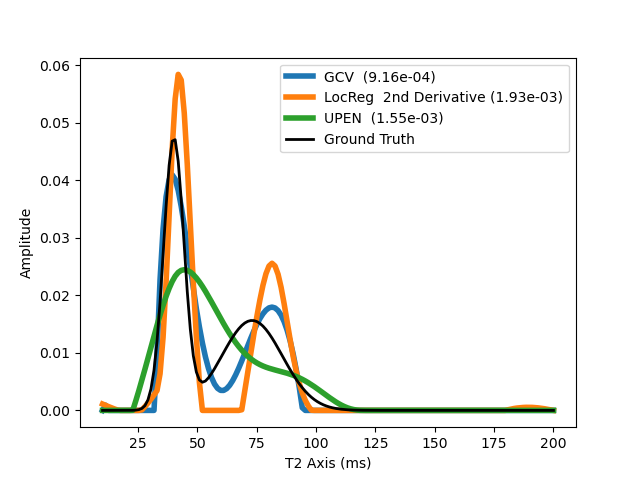 0.06
0.05
0.04
0.03
0.02
0.01
0.00
Amplitude
GCV (9.16e-04)
LocReg 2nd Derivative (1.93e-03)
UPEN (1.55e-03)
Ground Truth
25 50 75 100 125 150 175 200
T2 Axis (ms)